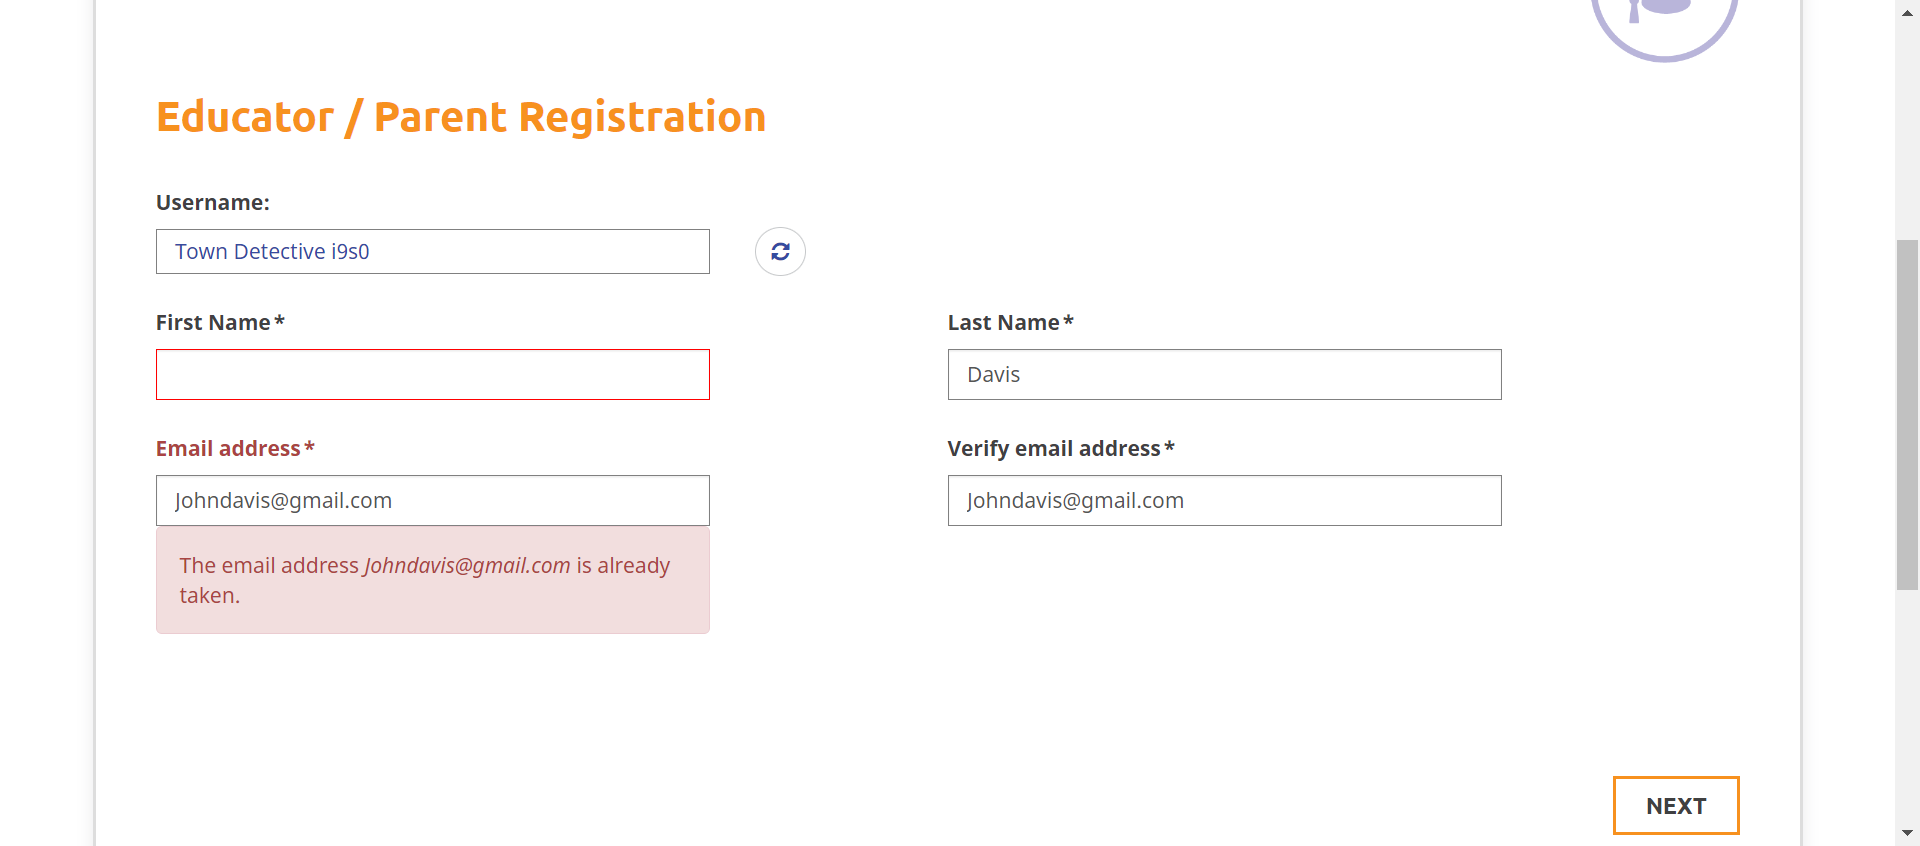 Educator / Parent Registration
Username:
Town Detective i9s0
First Name*
Last Name*
Davis
Email address*
Verify email address*
Johndavis@gmail.com
Johndavis@gmail.com
The email address Johndavis@gmail.com is already
taken.
NEXT